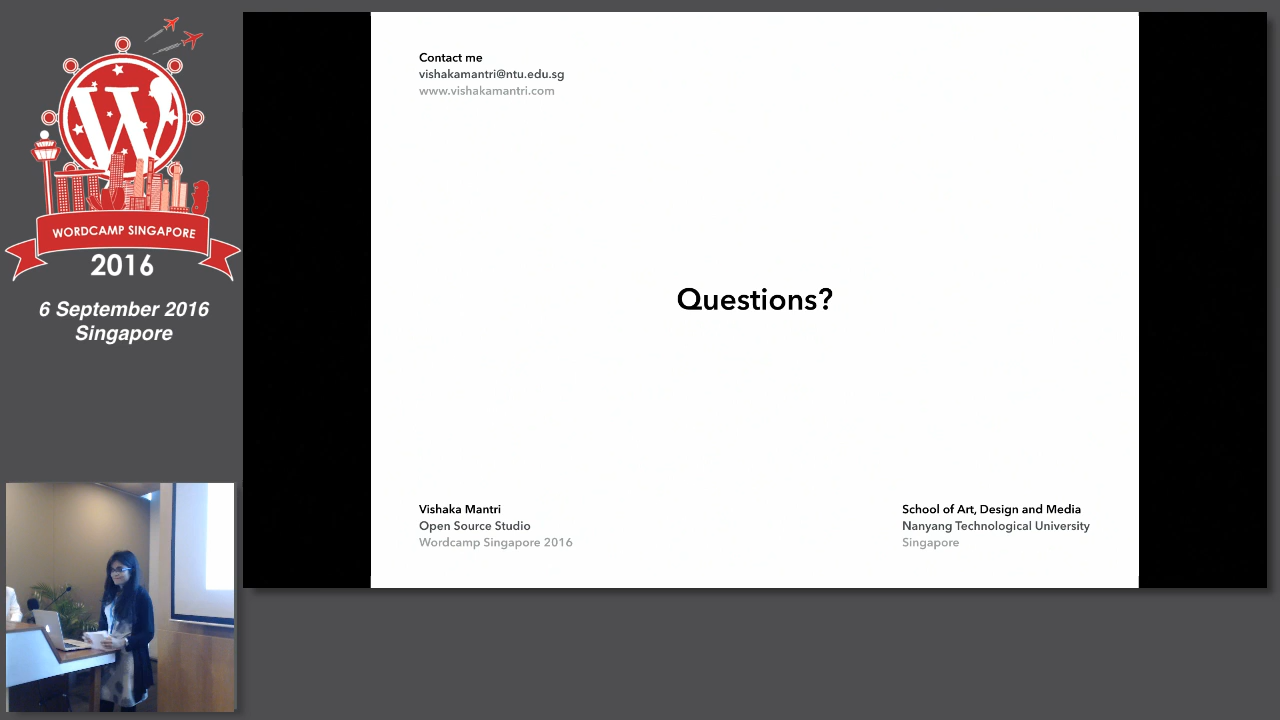 W
WORDCAMP SINGAPORE
2016
6 September 2016
Singapore
Contact me
vishakamantri@ntu.edu.sg
www.vishakamantri.com
Questions?
Vishaka Mantri
Open Source Studio
Wordcamp Singapore 2016
School of Art, Design and Media
Nanyang Technological University
Singapore